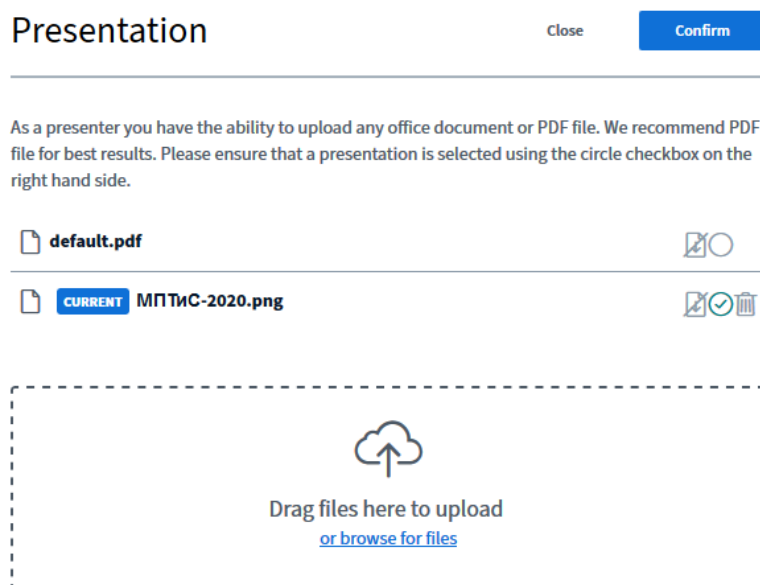 Presentation
Close
Confirm
As a presenter you have the ability to upload any office document or PDF file. We recommend PDF
file for best results. Please ensure that a presentation is selected using the circle checkbox on the
right hand side.
default.pdf
CURRENT МПТиС-2020.png
Drag files here to upload
or browse for files